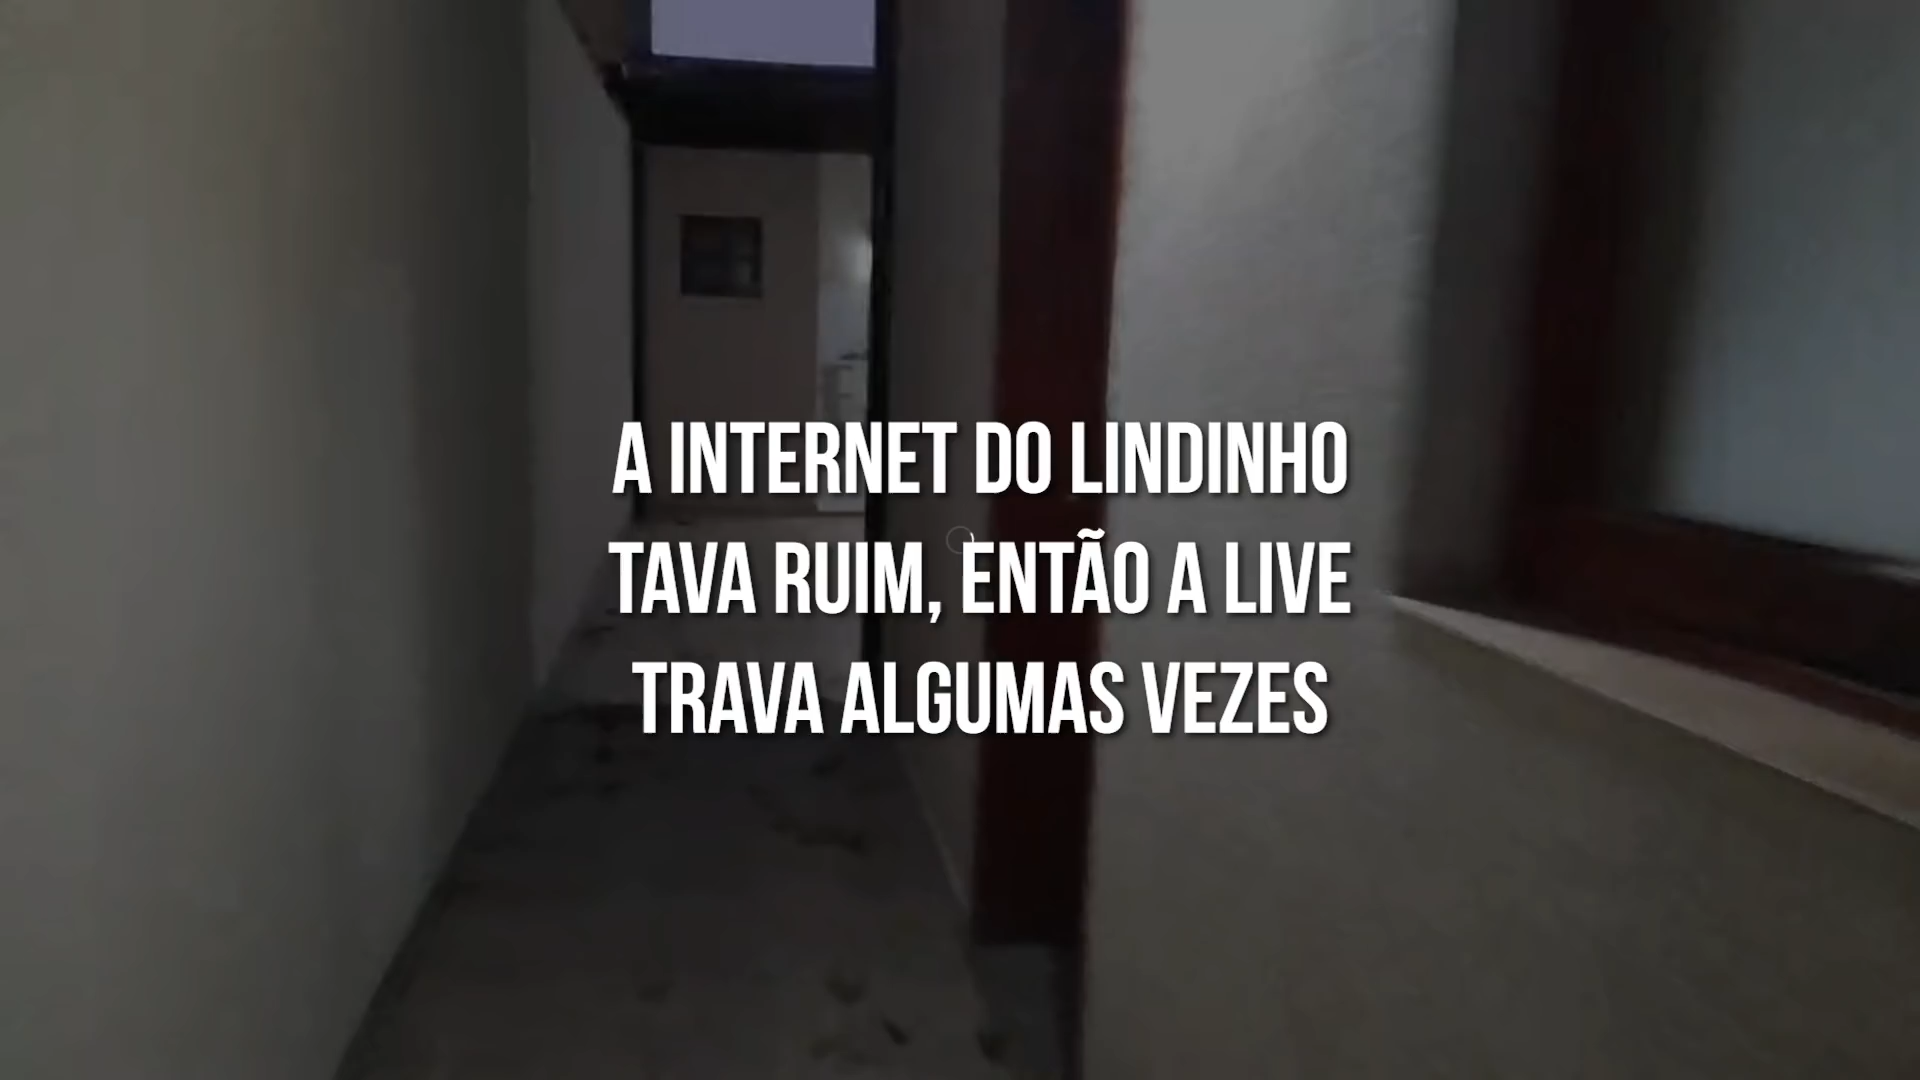 A INTERNET DO LINDINHO
TAVA RUIM, ENTÃO A LIVE
TRAVA ALGUMAS VEZES